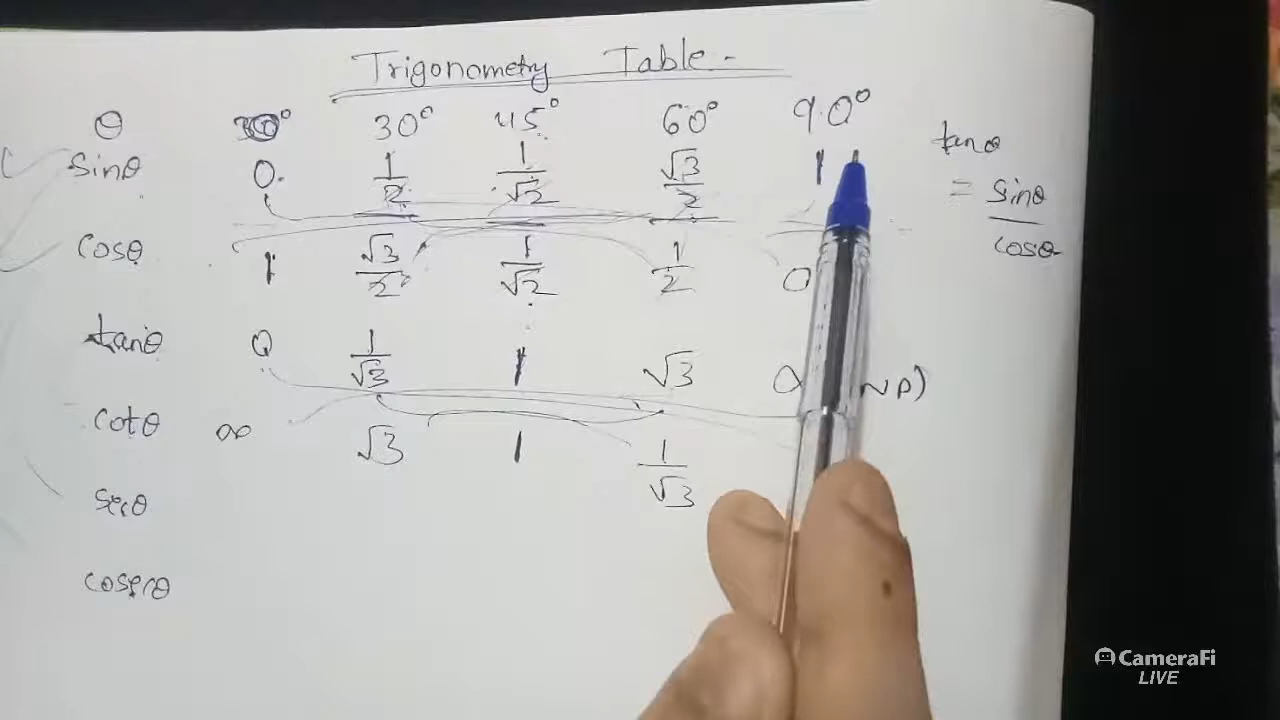 Trigonometry Table -
θ 0° 30° 45° 60° 90°
sinθ 0 1/2 1/√2 √3/2 1
cosθ 1 √3/2 1/√2 1/2 0
tanθ 0 1/√3 1 √3
cotθ ∞ √3 1 1/√3
secθ
cosecθ
tanθ
= sinθ/cosθ
CameraFi
LIVE